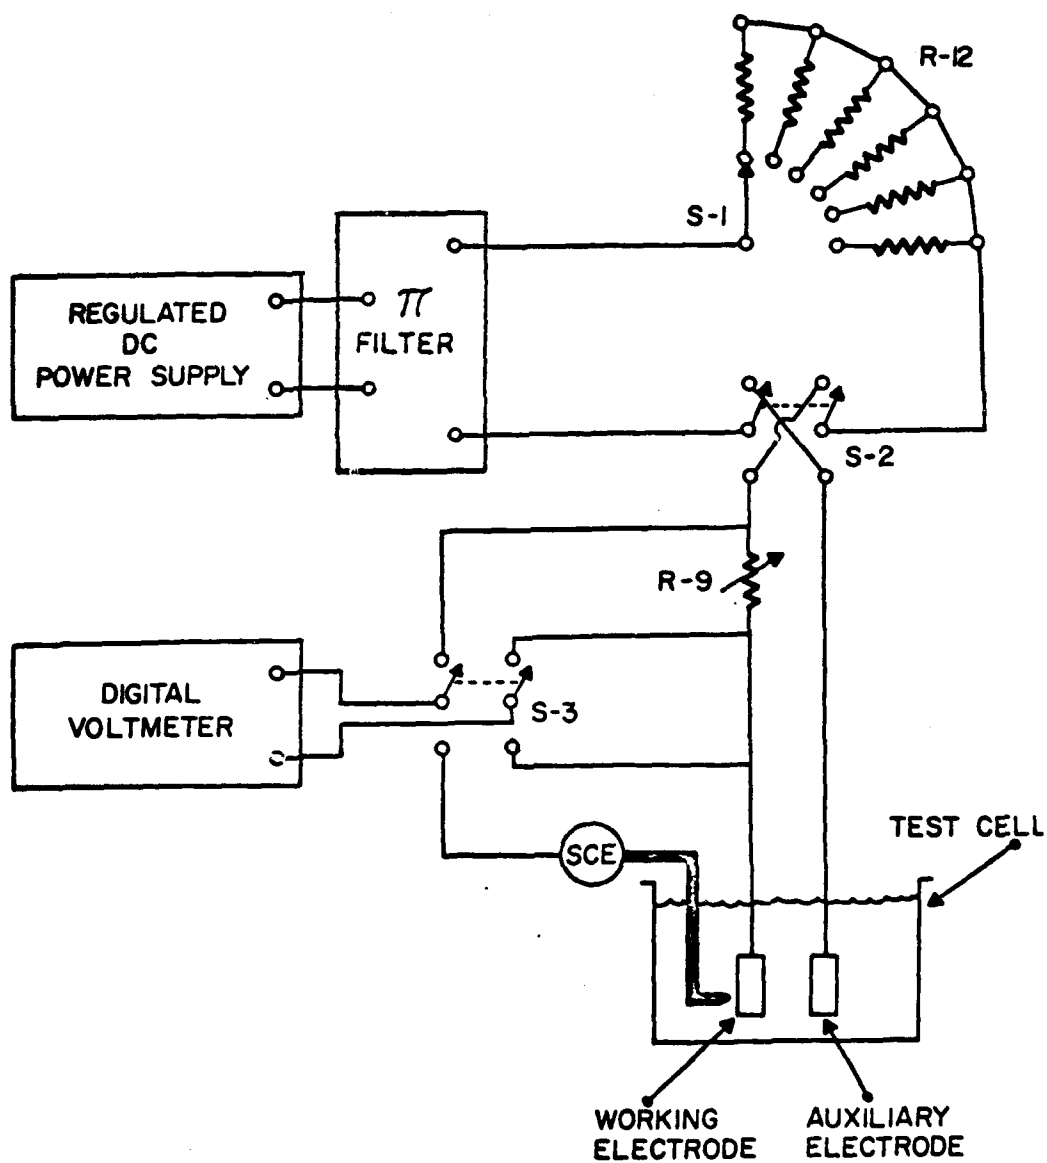 R-12
S-1
REGULATED
DC
POWER SUPPLY
π
FILTER
S-2
R-9
DIGITAL
VOLTMETER
S-3
SCE
TEST CELL
WORKING
ELECTRODE
AUXILIARY
ELECTRODE